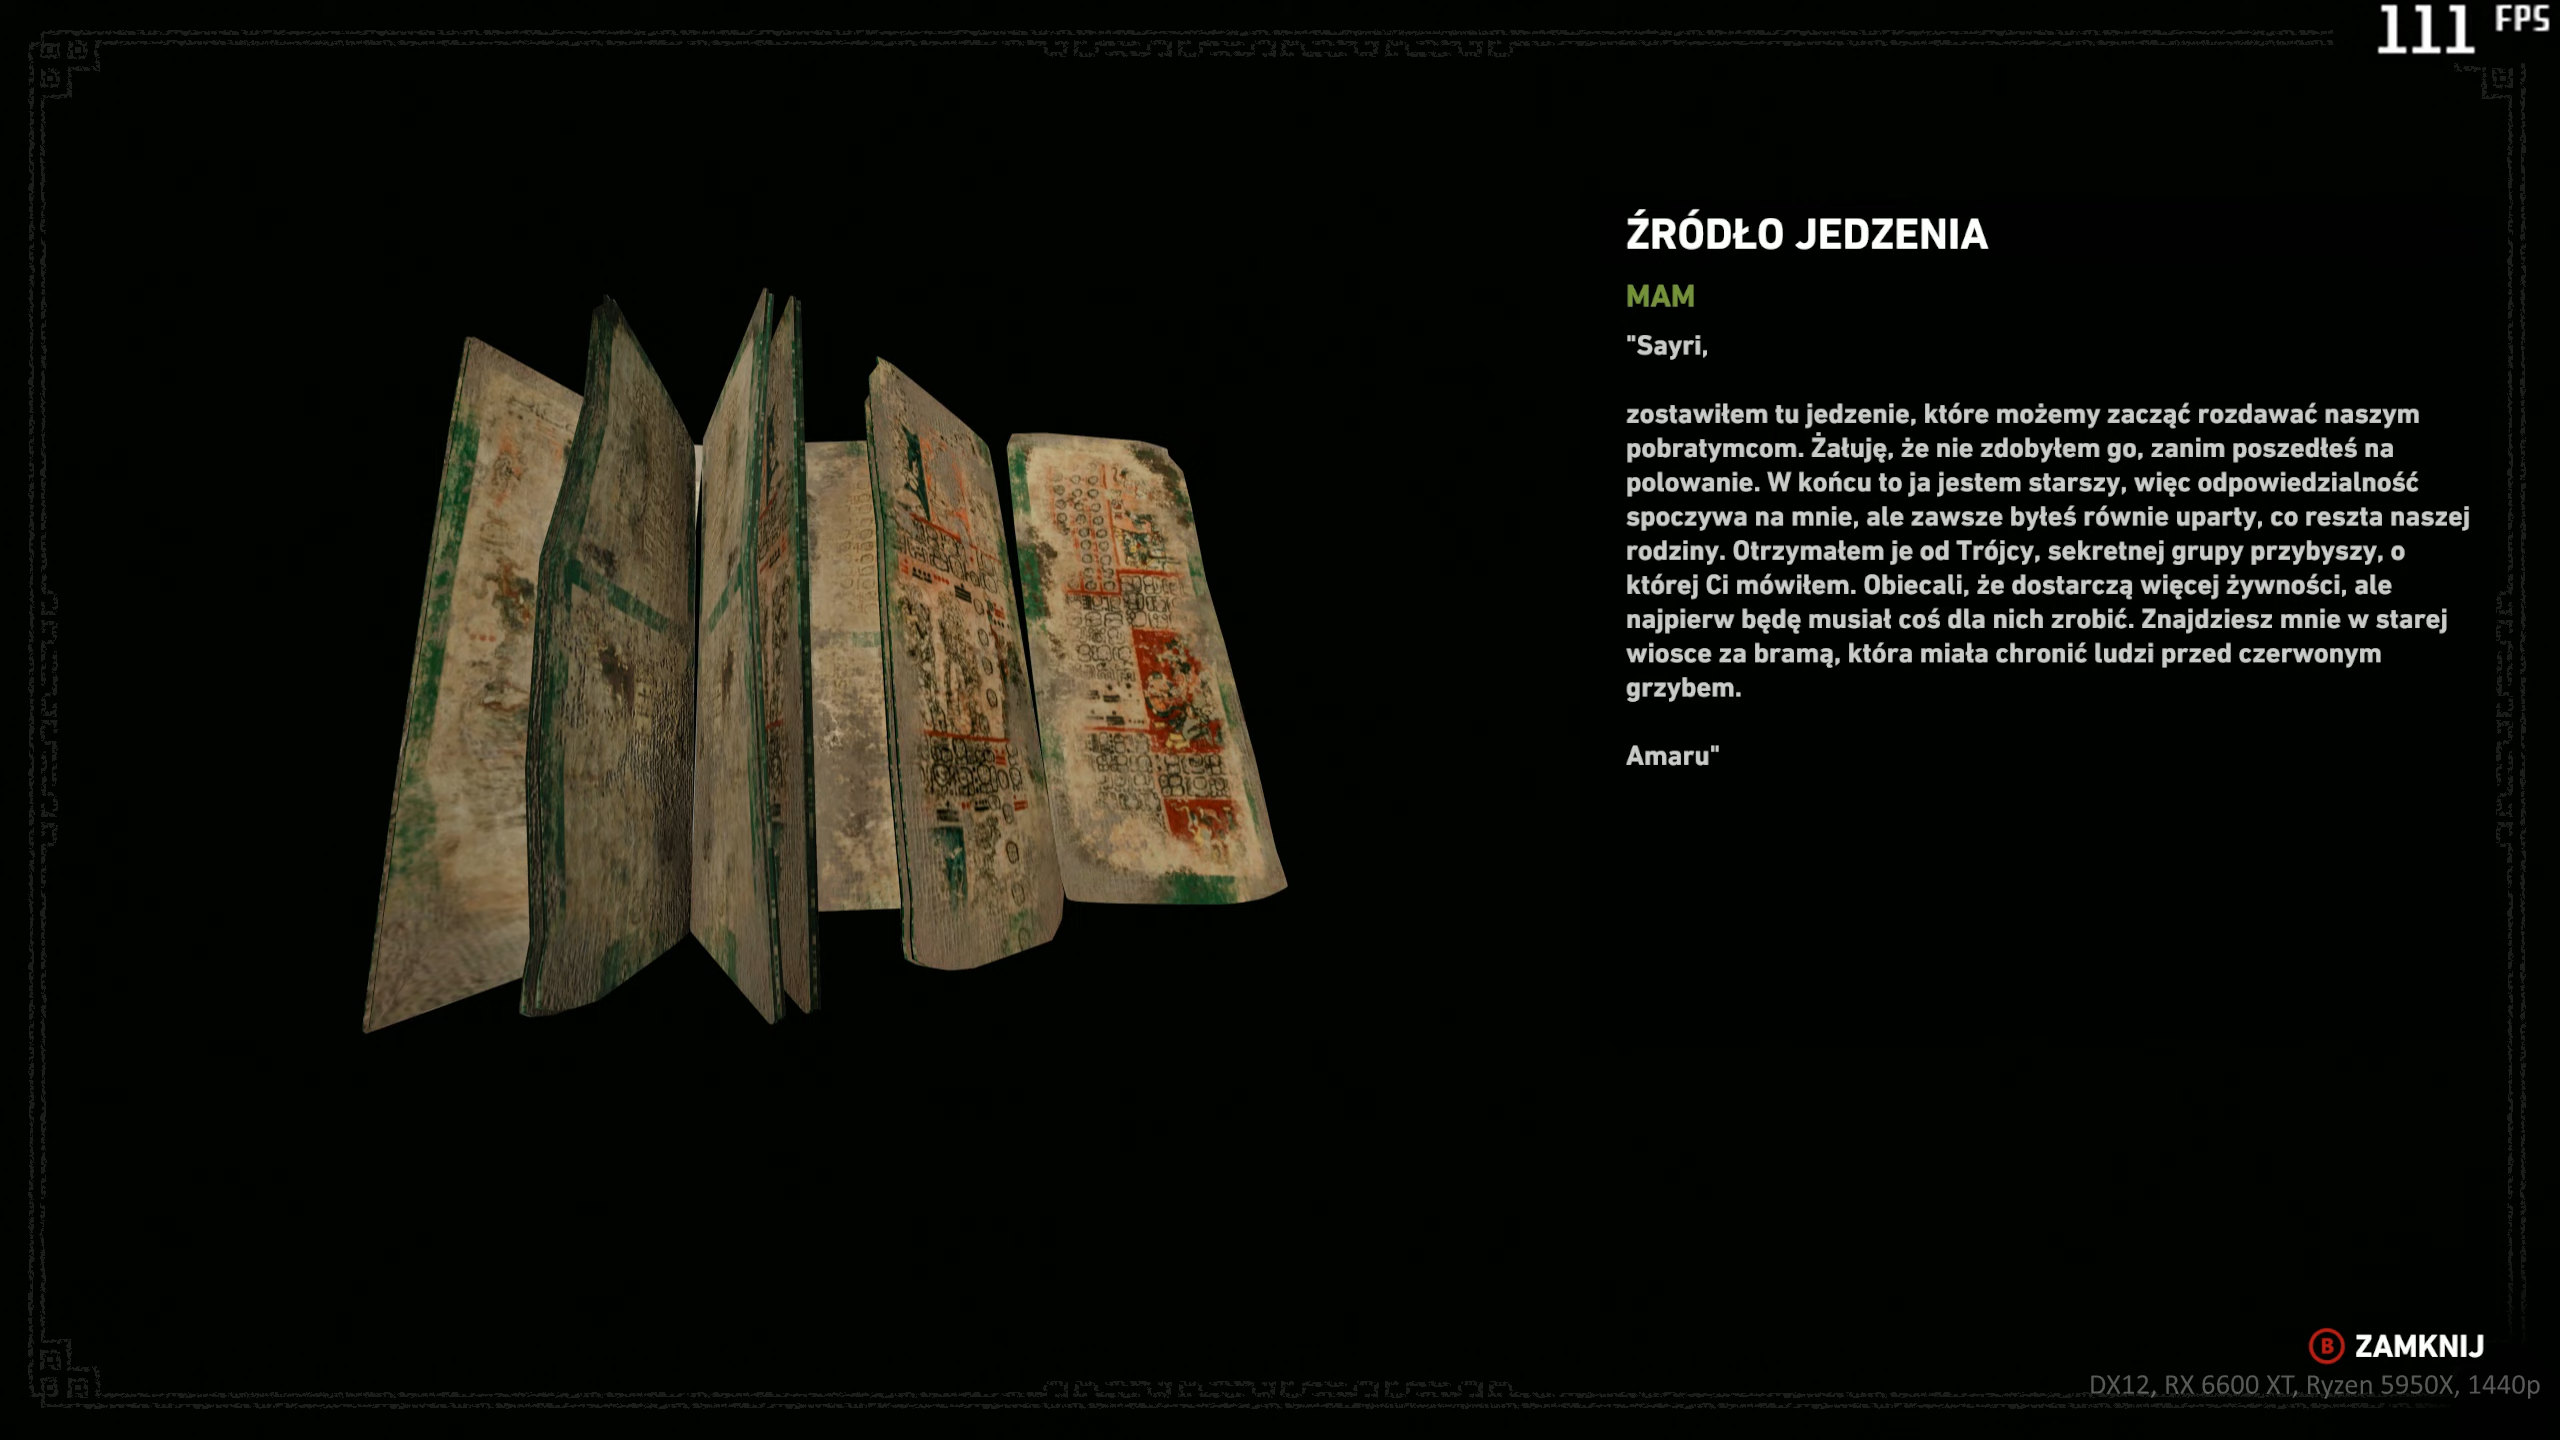 111 FPS
ŹRÓDŁO JEDZENIA
MAM
"Sayri,
zostawiłem tu jedzenie, które możemy zacząć rozdawać naszym
pobratymcom. Żałuję, że nie zdobyłem go, zanim poszedłeś na
polowanie. W końcu to ja jestem starszy, więc odpowiedzialność
spoczywa na mnie, ale zawsze byłeś równie uparty, co reszta naszej
rodziny. Otrzymałem je od Trójcy, sekretnej grupy przybyszy, o
której Ci mówiłem. Obiecali, że dostarczą więcej żywności, ale
najpierw będę musiał coś dla nich zrobić. Znajdziesz mnie w starej
wiosce za bramą, która miała chronić ludzi przed czerwonym
grzybem.
Amaru"
B ZAMKNIJ
DX12, RX 6600 XT, Ryzen 5950X, 1440p